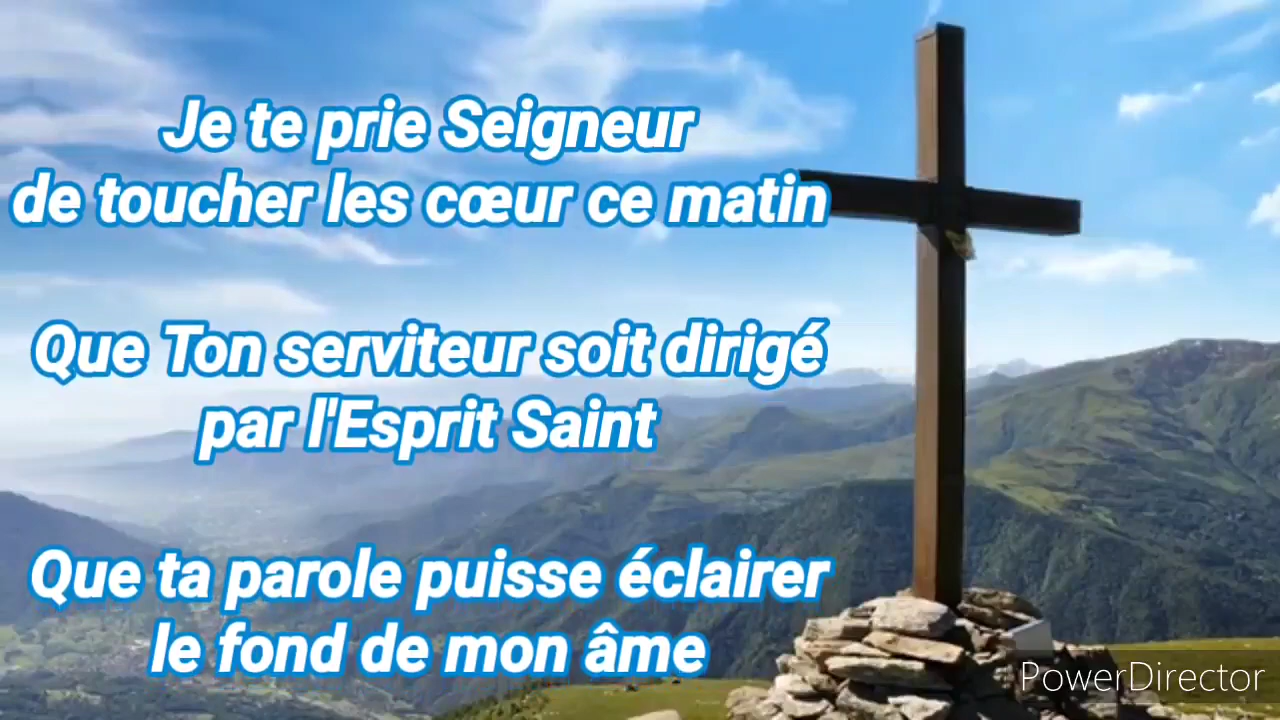 Je te prie Seigneur
de toucher les cœur ce matin
Que Ton serviteur soit dirigé
par l'Esprit Saint
Que ta parole puisse éclairer
le fond de mon âme
PowerDirector